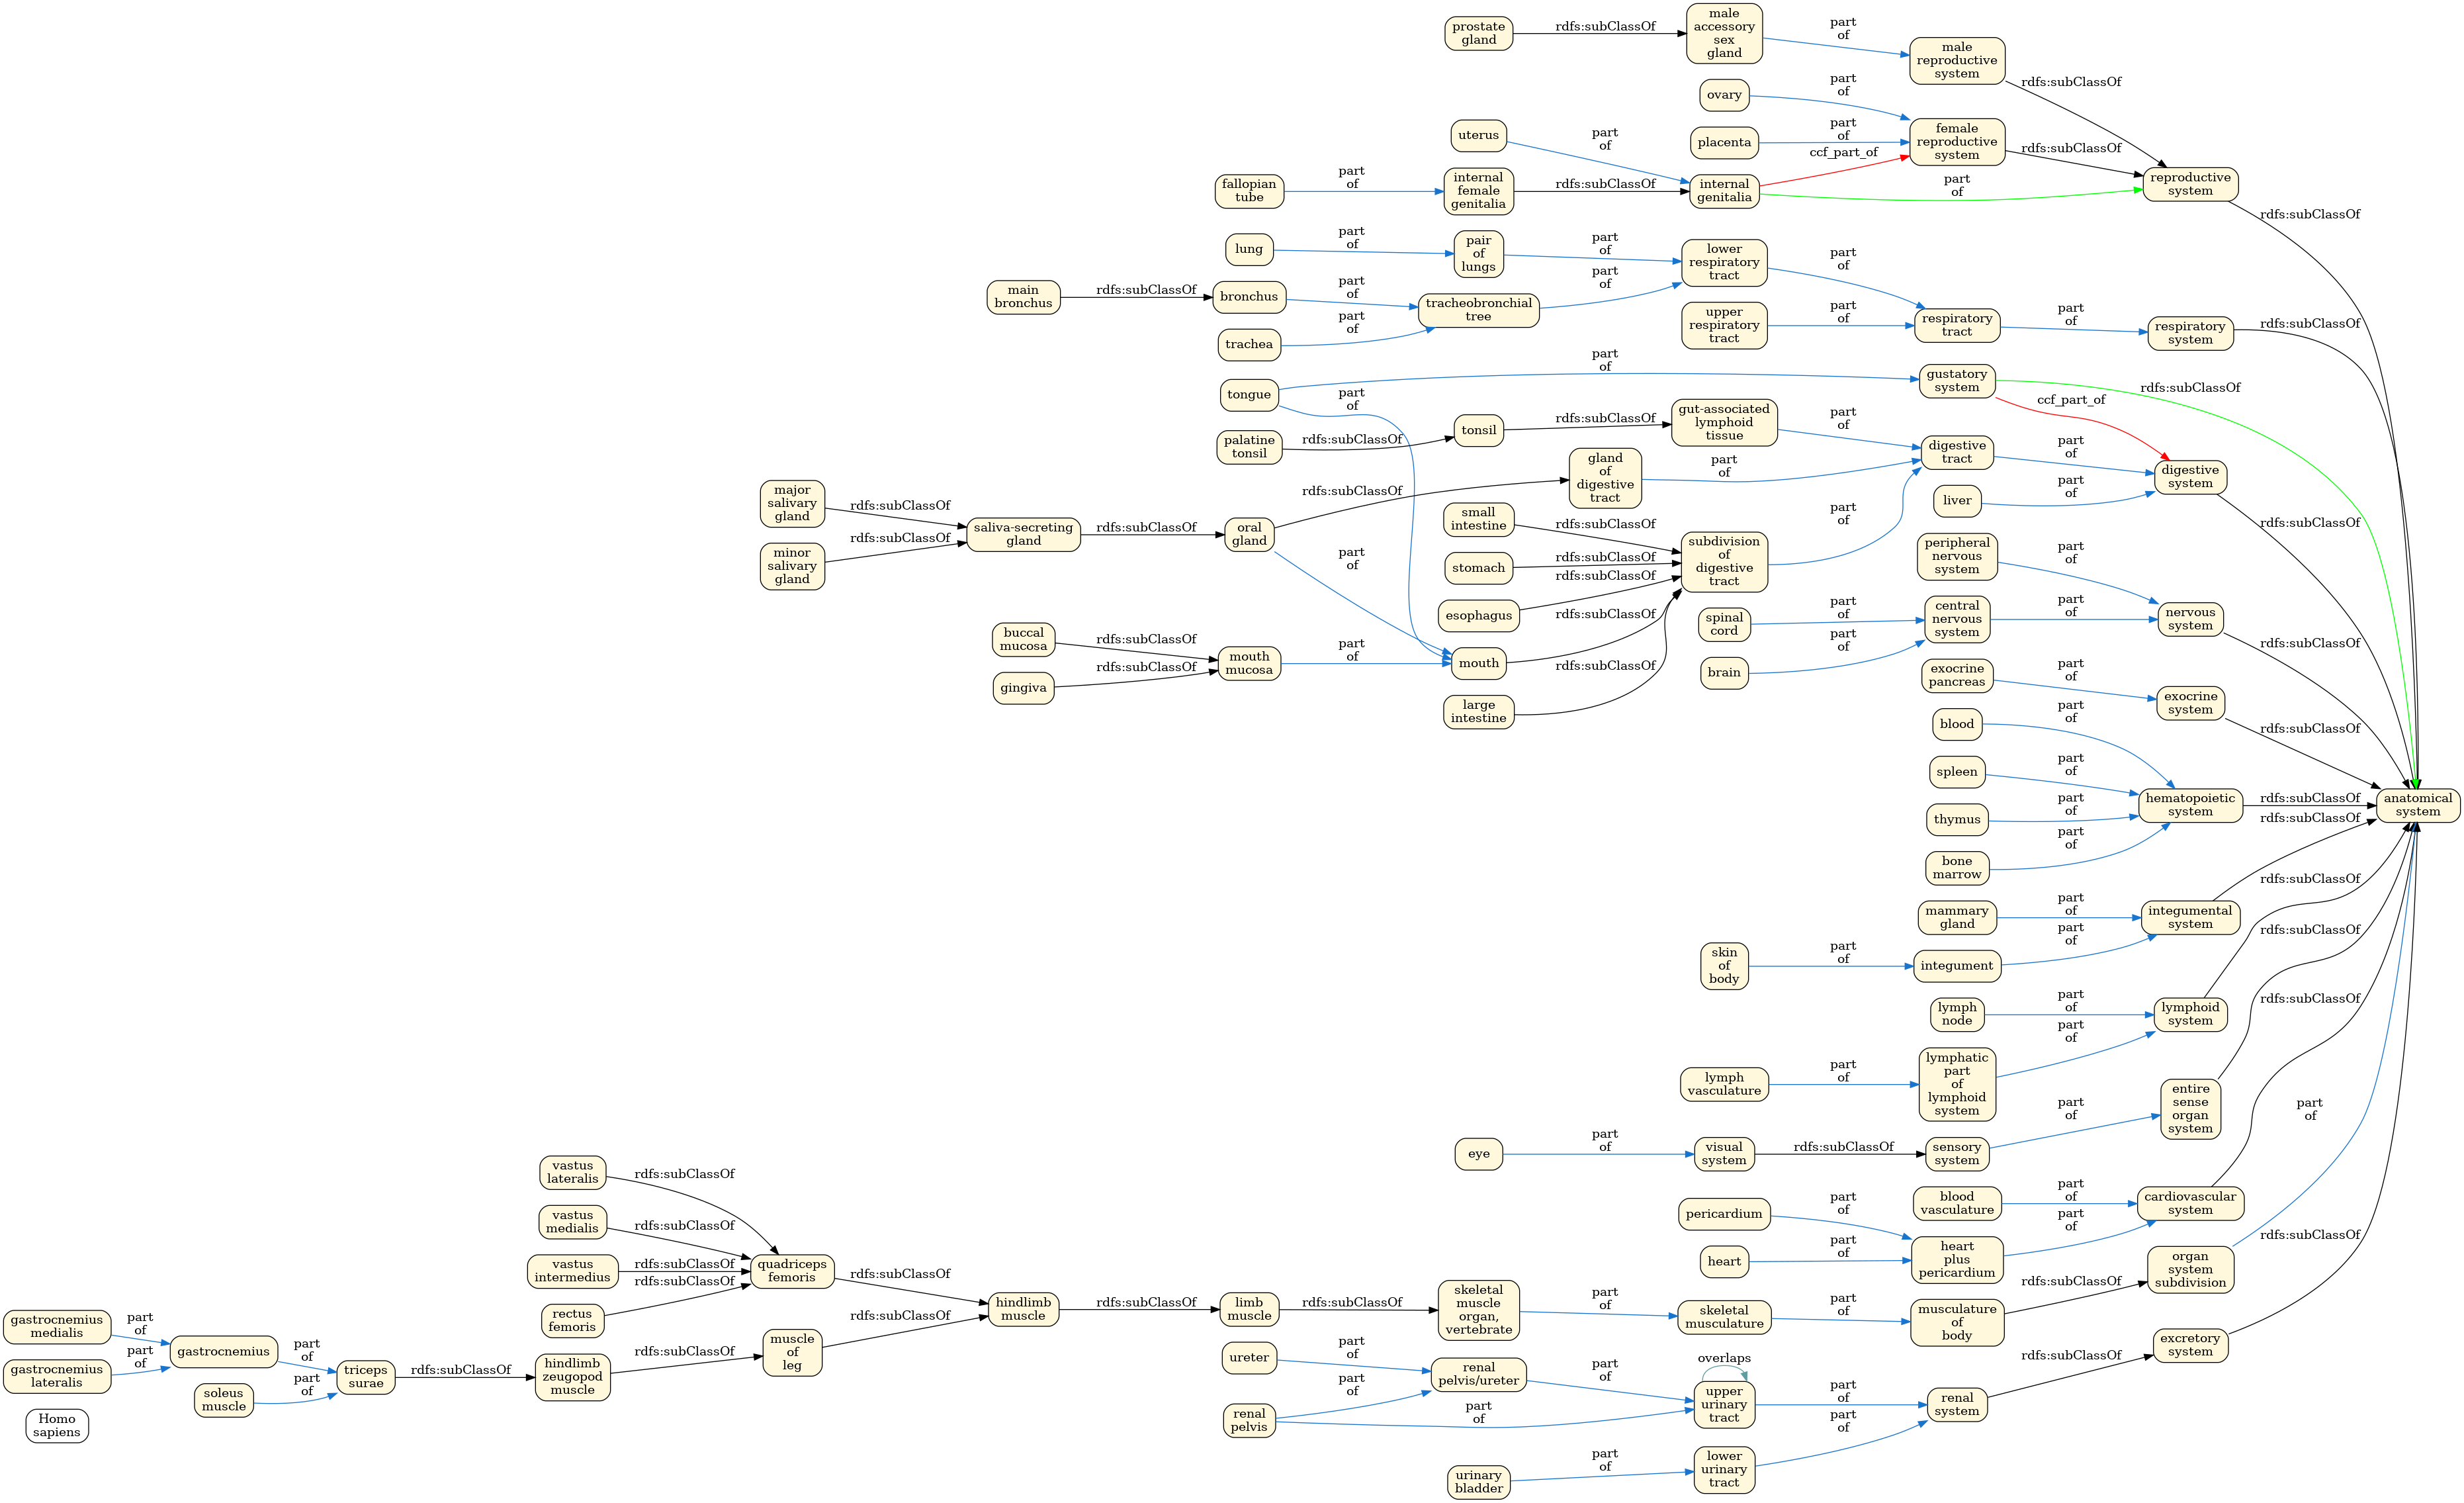 prostate
gland
rdfs:subClassOf
male
accessory
sex
gland
part
of
male
reproductive
system
rdfs:subClassOf
ovary
part
of
uterus
part
of
placenta
part
of
female
reproductive
system
rdfs:subClassOf
ccf_part_of
fallopian
tube
part
of
internal
female
genitalia
rdfs:subClassOf
internal
genitalia
part
of
reproductive
system
rdfs:subClassOf
lung
part
of
pair
of
lungs
part
of
lower
respiratory
tract
part
of
main
bronchus
rdfs:subClassOf
bronchus
part
of
tracheobronchial
tree
part
of
trachea
part
of
upper
respiratory
tract
part
of
respiratory
tract
part
of
respiratory
system
rdfs:subClassOf
tongue
part
of
part
of
gustatory
system
rdfs:subClassOf
ccf_part_of
palatine
tonsil
rdfs:subClassOf
tonsil
rdfs:subClassOf
gut-associated
lymphoid
tissue
part
of
digestive
tract
part
of
digestive
system
rdfs:subClassOf
gland
of
digestive
tract
part
of
liver
part
of
major
salivary
gland
rdfs:subClassOf
minor
salivary
gland
rdfs:subClassOf
saliva-secreting
gland
rdfs:subClassOf
oral
gland
rdfs:subClassOf
part
of
small
intestine
rdfs:subClassOf
stomach
rdfs:subClassOf
esophagus
rdfs:subClassOf
subdivision
of
digestive
tract
part
of
buccal
mucosa
rdfs:subClassOf
gingiva
rdfs:subClassOf
mouth
mucosa
part
of
mouth
rdfs:subClassOf
large
intestine
rdfs:subClassOf
peripheral
nervous
system
part
of
spinal
cord
part
of
brain
part
of
central
nervous
system
part
of
nervous
system
rdfs:subClassOf
exocrine
pancreas
part
of
exocrine
system
rdfs:subClassOf
blood
part
of
spleen
part
of
thymus
part
of
bone
marrow
part
of
hematopoietic
system
rdfs:subClassOf
anatomical
system
mammary
gland
part
of
skin
of
body
part
of
integument
part
of
integumental
system
rdfs:subClassOf
lymph
node
part
of
lymph
vasculature
part
of
lymphatic
part
of
lymphoid
system
part
of
lymphoid
system
rdfs:subClassOf
eye
part
of
visual
system
rdfs:subClassOf
sensory
system
part
of
entire
sense
organ
system
rdfs:subClassOf
blood
vasculature
part
of
pericardium
part
of
heart
part
of
heart
plus
pericardium
part
of
cardiovascular
system
rdfs:subClassOf
vastus
lateralis
rdfs:subClassOf
vastus
medialis
rdfs:subClassOf
vastus
intermedius
rdfs:subClassOf
rectus
femoris
rdfs:subClassOf
quadriceps
femoris
rdfs:subClassOf
gastrocnemius
medialis
part
of
gastrocnemius
lateralis
part
of
gastrocnemius
part
of
soleus
muscle
part
of
triceps
surae
rdfs:subClassOf
hindlimb
zeugopod
muscle
rdfs:subClassOf
muscle
of
leg
rdfs:subClassOf
hindlimb
muscle
rdfs:subClassOf
limb
muscle
rdfs:subClassOf
skeletal
muscle
organ,
vertebrate
part
of
skeletal
musculature
part
of
musculature
of
body
rdfs:subClassOf
organ
system
subdivision
part
of
ureter
part
of
renal
pelvis
part
of
part
of
renal
pelvis/ureter
part
of
overlaps
upper
urinary
tract
part
of
urinary
bladder
part
of
lower
urinary
tract
part
of
renal
system
rdfs:subClassOf
excretory
system
rdfs:subClassOf
Homo
sapiens